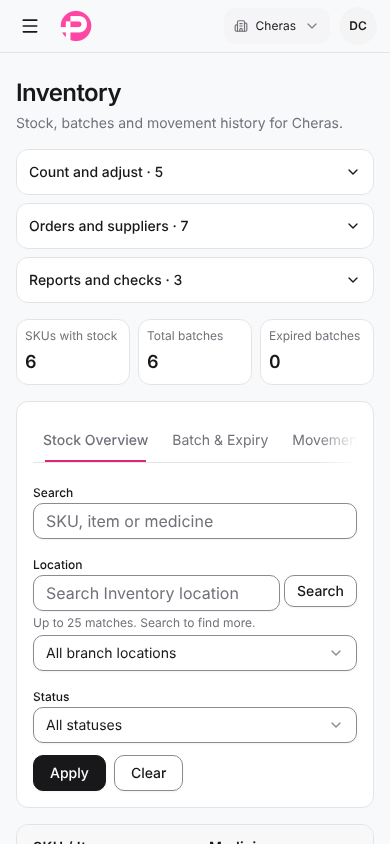 Cheras
DC
Inventory
Stock, batches and movement history for Cheras.
Count and adjust · 5
Orders and suppliers · 7
Reports and checks · 3
SKUs with stock
6
Total batches
6
Expired batches
0
Stock Overview
Batch & Expiry
Search
SKU, item or medicine
Location
Search Inventory location
Search
Up to 25 matches. Search to find more.
All branch locations
Status
All statuses
Apply
Clear